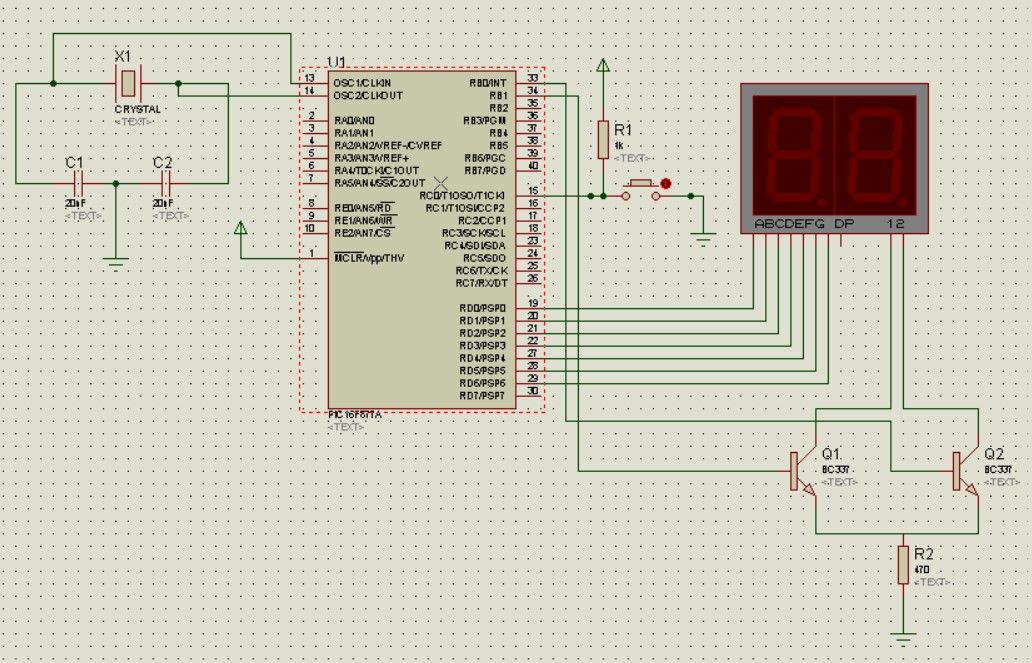 X1
CRYSTAL
<TEXT>
C1
20nF
<TEXT>
C2
20nF
<TEXT>
U1
13 OSC1/CLKIN
14 OSC2/CLKOUT
2 RA0/AN0
3 RA1/AN1
4 RA2/AN2/VREF-/CVREF
5 RA3/AN3/VREF+
6 RA4/T0CKI/C1OUT
7 RA5/AN4/SS/C2OUT
8 RE0/AN5/RD
9 RE1/AN6/WR
10 RE2/AN7/CS
1 MCLR/Vpp/THV
RB0/INT 33
RB1 34
RB2 35
RB3/PGM 36
RB4 37
RB5 38
RB6/PGC 39
RB7/PGD 40
RC0/T1OSO/T1CKI 15
RC1/T1OSI/CCP2 16
RC2/CCP1 17
RC3/SCK/SCL 18
RC4/SDI/SDA 23
RC5/SDO 24
RC6/TX/CK 25
RC7/RX/DT 26
RD0/PSP0 19
RD1/PSP1 20
RD2/PSP2 21
RD3/PSP3 22
RD4/PSP4 27
RD5/PSP5 28
RD6/PSP6 29
RD7/PSP7 30
PIC16F877A
<TEXT>
R1
1k
<TEXT>
ABCDEFG DP 12
Q1
BC337
<TEXT>
Q2
BC337
<TEXT>
R2
470
<TEXT>